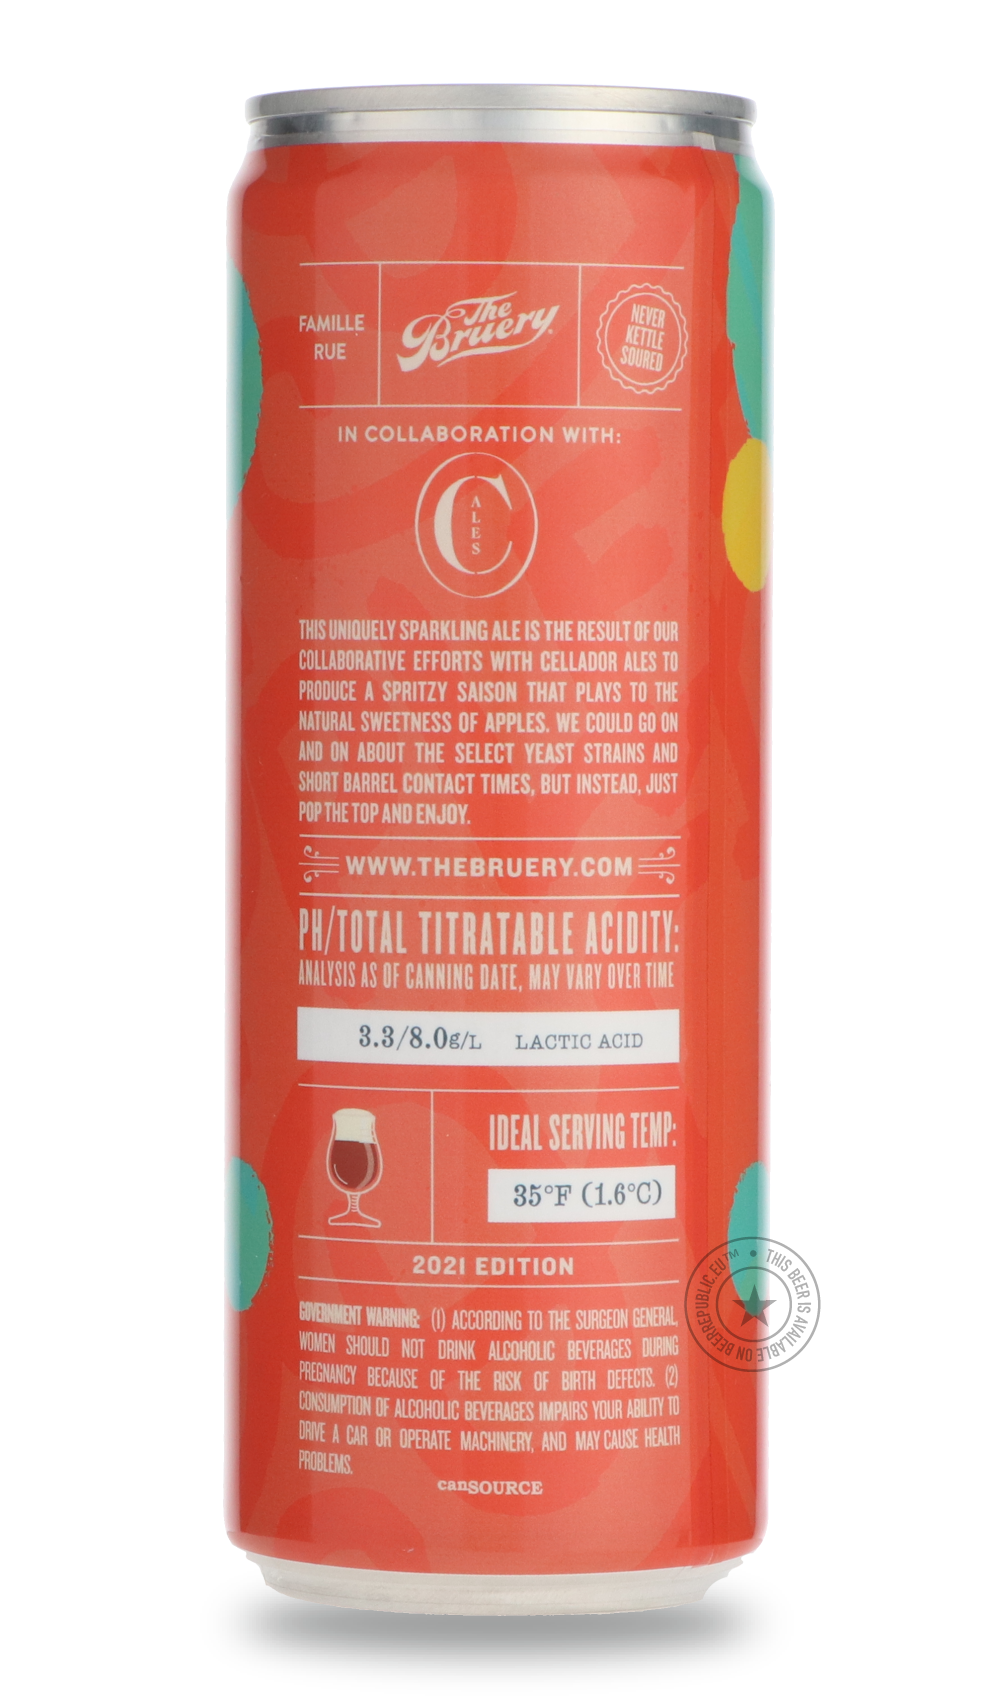 FAMILLE
RUE
The
Bruery
NEVER
KETTLE
SOURED
IN COLLABORATION WITH:
C
ALES
THIS UNIQUELY SPARKLING ALE IS THE RESULT OF OUR
COLLABORATIVE EFFORTS WITH CELLADOR ALES TO
PRODUCE A SPRITZY SAISON THAT PLAYS TO THE
NATURAL SWEETNESS OF APPLES. WE COULD GO ON
AND ON ABOUT THE SELECT YEAST STRAINS AND
SHORT BARREL CONTACT TIMES, BUT INSTEAD, JUST
POP THE TOP AND ENJOY.
WWW.THEBRUERY.COM
PH/TOTAL TITRATABLE ACIDITY:
ANALYSIS AS OF CANNING DATE, MAY VARY OVER TIME
3.3/8.0g/L LACTIC ACID
IDEAL SERVING TEMP:
35°F (1.6°C)
2021 EDITION
GOVERNMENT WARNING: (1) ACCORDING TO THE SURGEON GENERAL,
WOMEN SHOULD NOT DRINK ALCOHOLIC BEVERAGES DURING
PREGNANCY BECAUSE OF THE RISK OF BIRTH DEFECTS. (2)
CONSUMPTION OF ALCOHOLIC BEVERAGES IMPAIRS YOUR ABILITY TO
DRIVE A CAR OR OPERATE MACHINERY, AND MAY CAUSE HEALTH
PROBLEMS.
canSOURCE
THIS BEER IS AVAILABLE ON BEERREPUBLIC.EU™